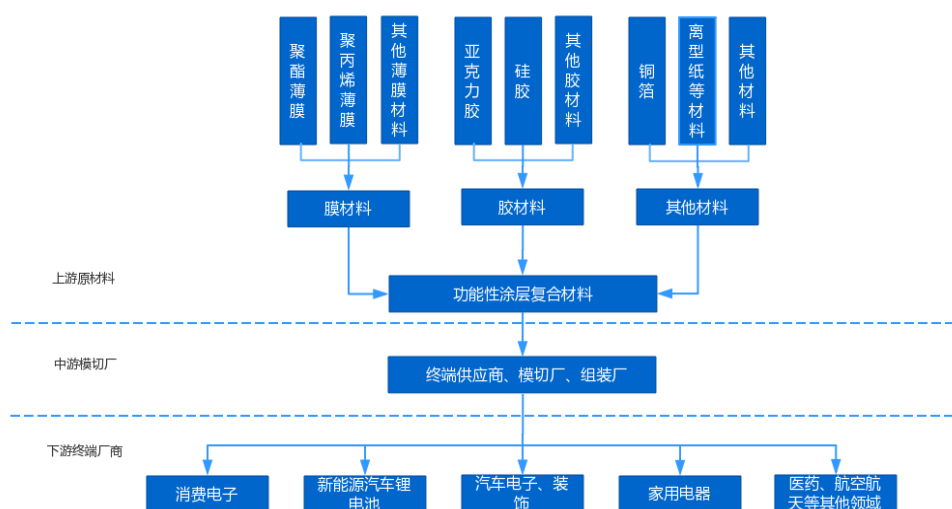 聚酯薄膜
聚丙烯薄膜
其他薄膜材料
亚克力胶
硅胶
其他胶材料
铜箔
离型纸等材料
其他材料
膜材料
胶材料
其他材料
上游原材料
功能性涂层复合材料
中游模切厂
终端供应商、模切厂、组装厂
下游终端厂商
消费电子
新能源汽车锂
电池
汽车电子、装
饰
家用电器
医药、航空航
天等其他领域